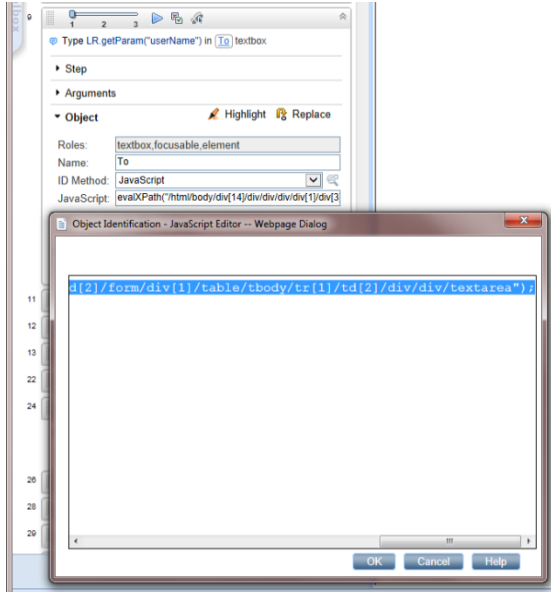 9
1 2 3
Type LR.getParam("userName") in To textbox
Step
Arguments
Object Highlight Replace
Roles: textbox,focusable,element
Name: To
ID Method: JavaScript
JavaScript: evalXPath("/html/body/div[14]/div/div/div/div[1]/div[3
Object Identification - JavaScript Editor -- Webpage Dialog
d[2]/form/div[1]/table/tbody/tr[1]/td[2]/div/div/textarea");
11
12
13
22
24
26
28
29
OK Cancel Help